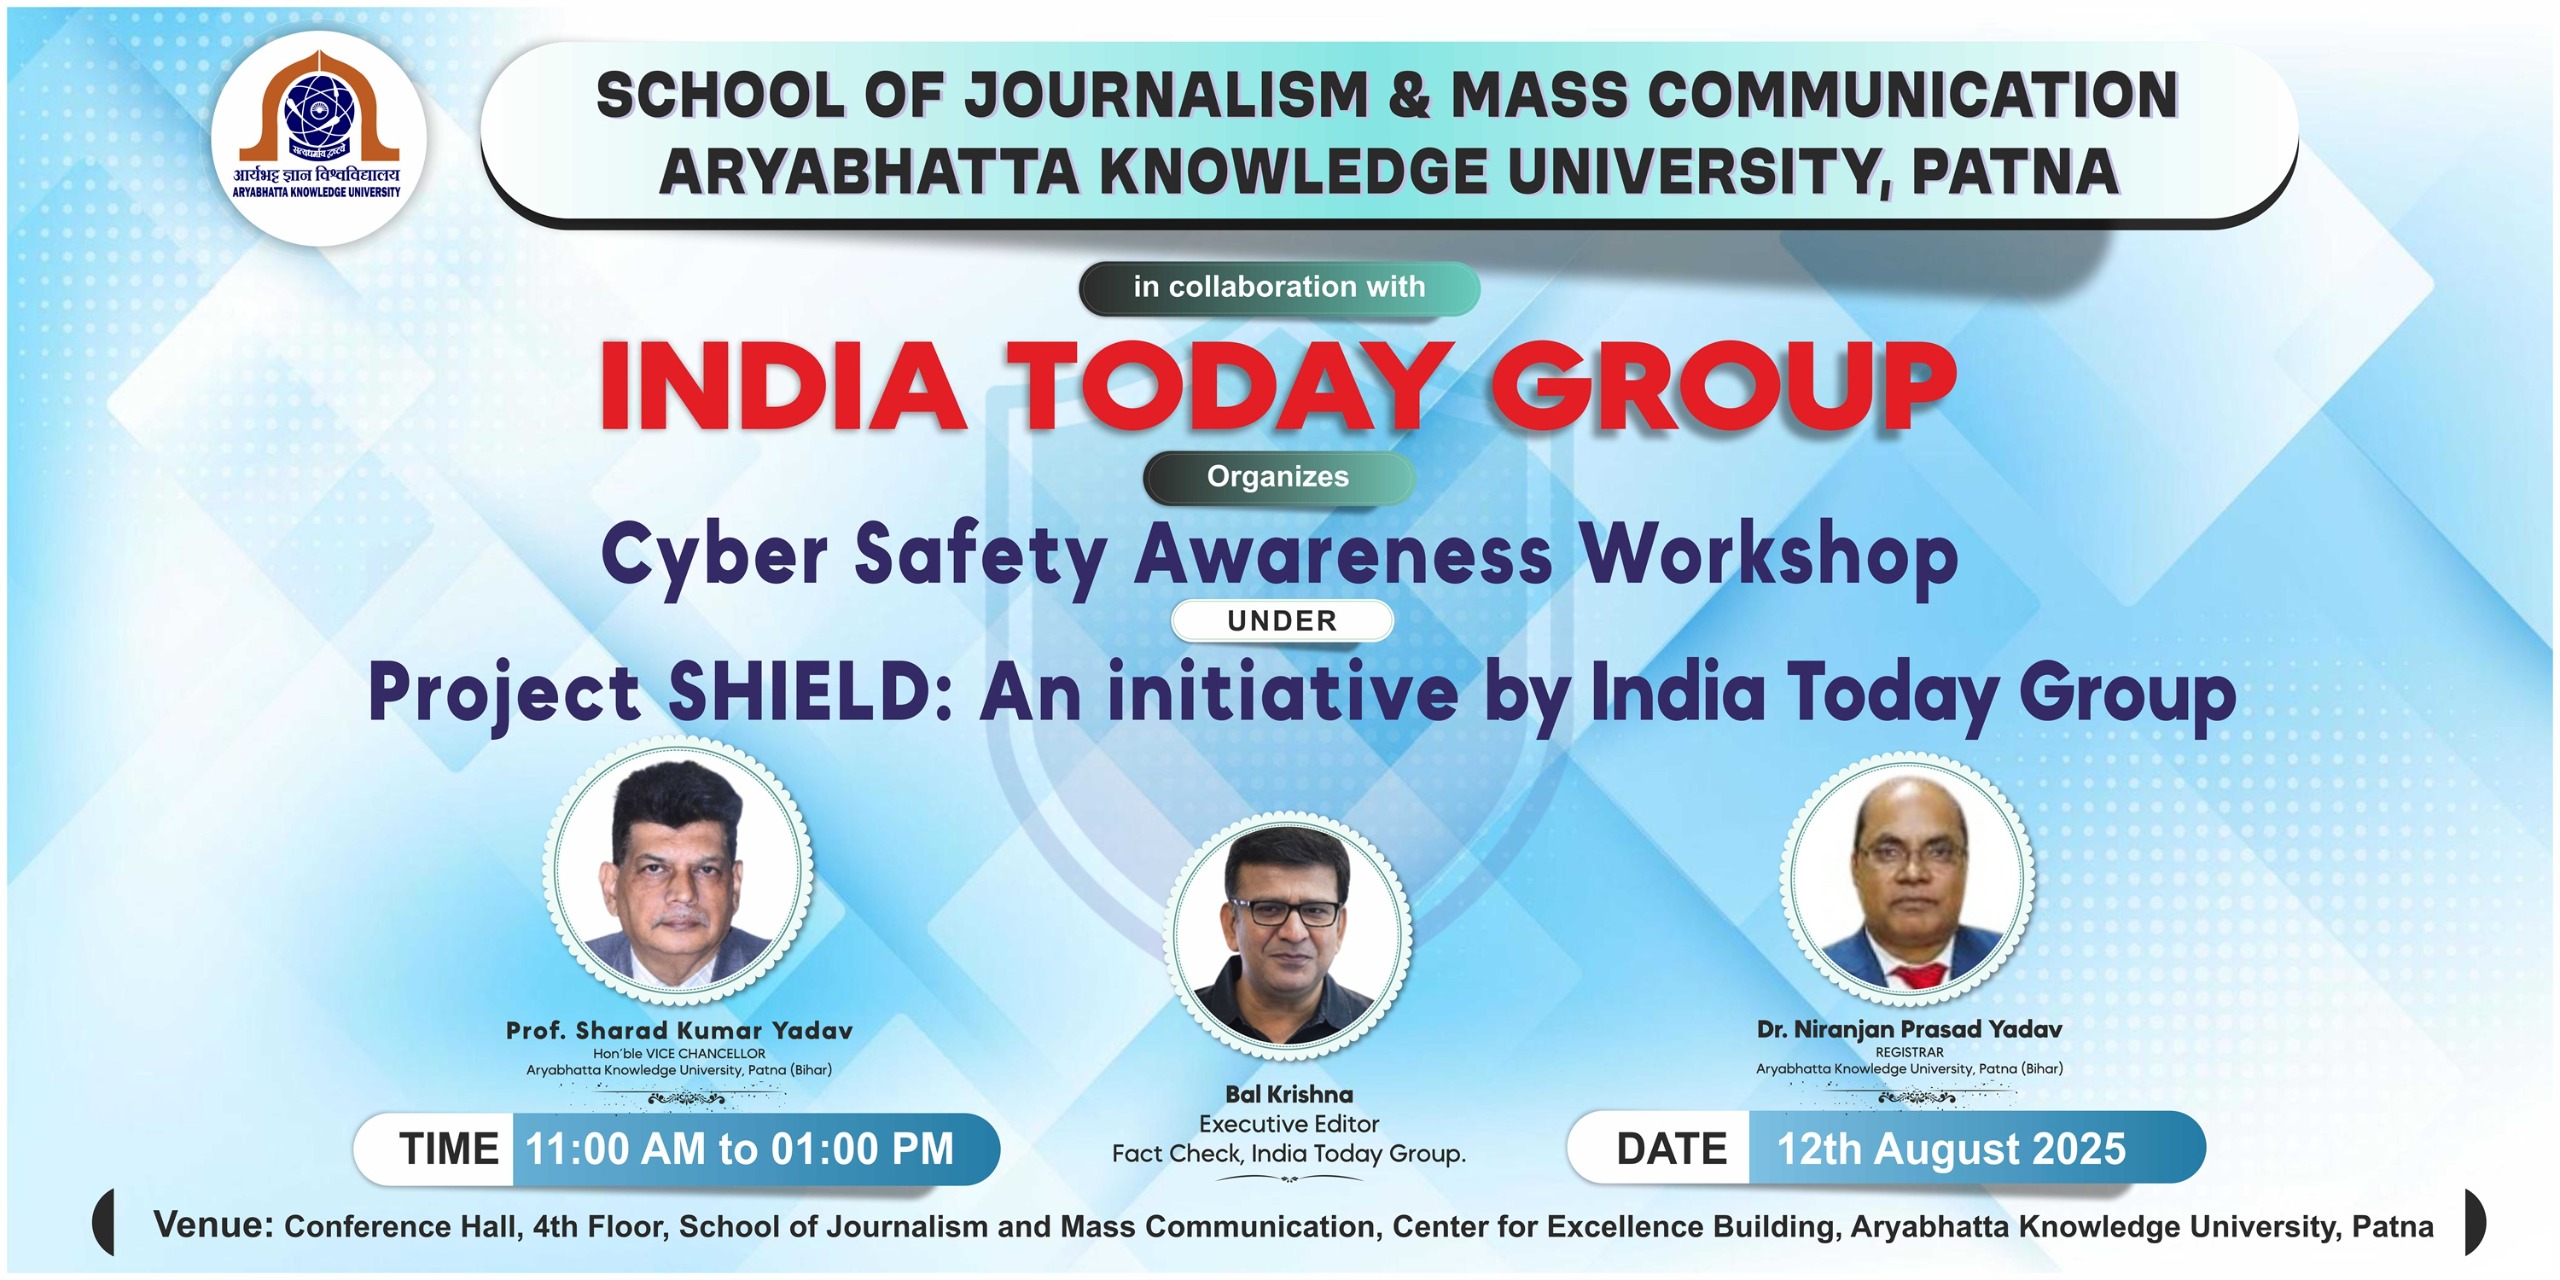 सत्यधर्माय दृष्टये
आर्यभट्ट ज्ञान विश्वविद्यालय
ARYABHATTA KNOWLEDGE UNIVERSITY
SCHOOL OF JOURNALISM & MASS COMMUNICATION
ARYABHATTA KNOWLEDGE UNIVERSITY, PATNA
in collaboration with
INDIA TODAY GROUP
Organizes
Cyber Safety Awareness Workshop
UNDER
Project SHIELD: An initiative by India Today Group
Prof. Sharad Kumar Yadav
Hon'ble VICE CHANCELLOR
Aryabhatta Knowledge University, Patna (Bihar)
Bal Krishna
Executive Editor
Fact Check, India Today Group.
Dr. Niranjan Prasad Yadav
REGISTRAR
Aryabhatta Knowledge University, Patna (Bihar)
TIME 11:00 AM to 01:00 PM
DATE 12th August 2025
Venue: Conference Hall, 4th Floor, School of Journalism and Mass Communication, Center for Excellence Building, Aryabhatta Knowledge University, Patna